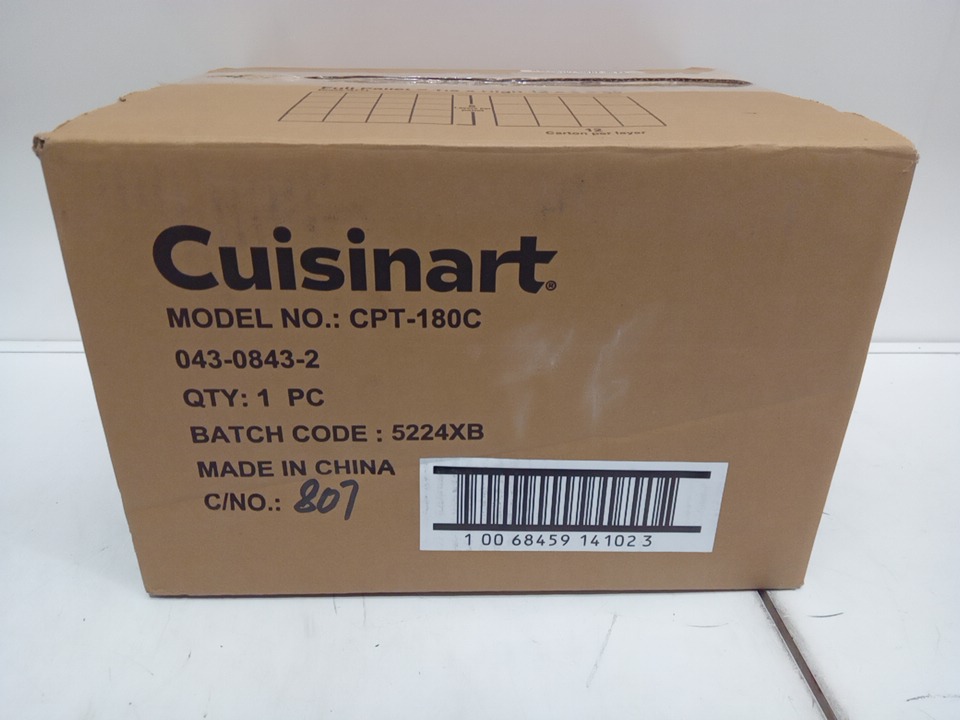 12
Carton per layer
Cuisinart®
MODEL NO.: CPT-180C
043-0843-2
QTY: 1 PC
BATCH CODE : 5224XB
MADE IN CHINA
C/NO.: 807
1 00 68459 14102 3